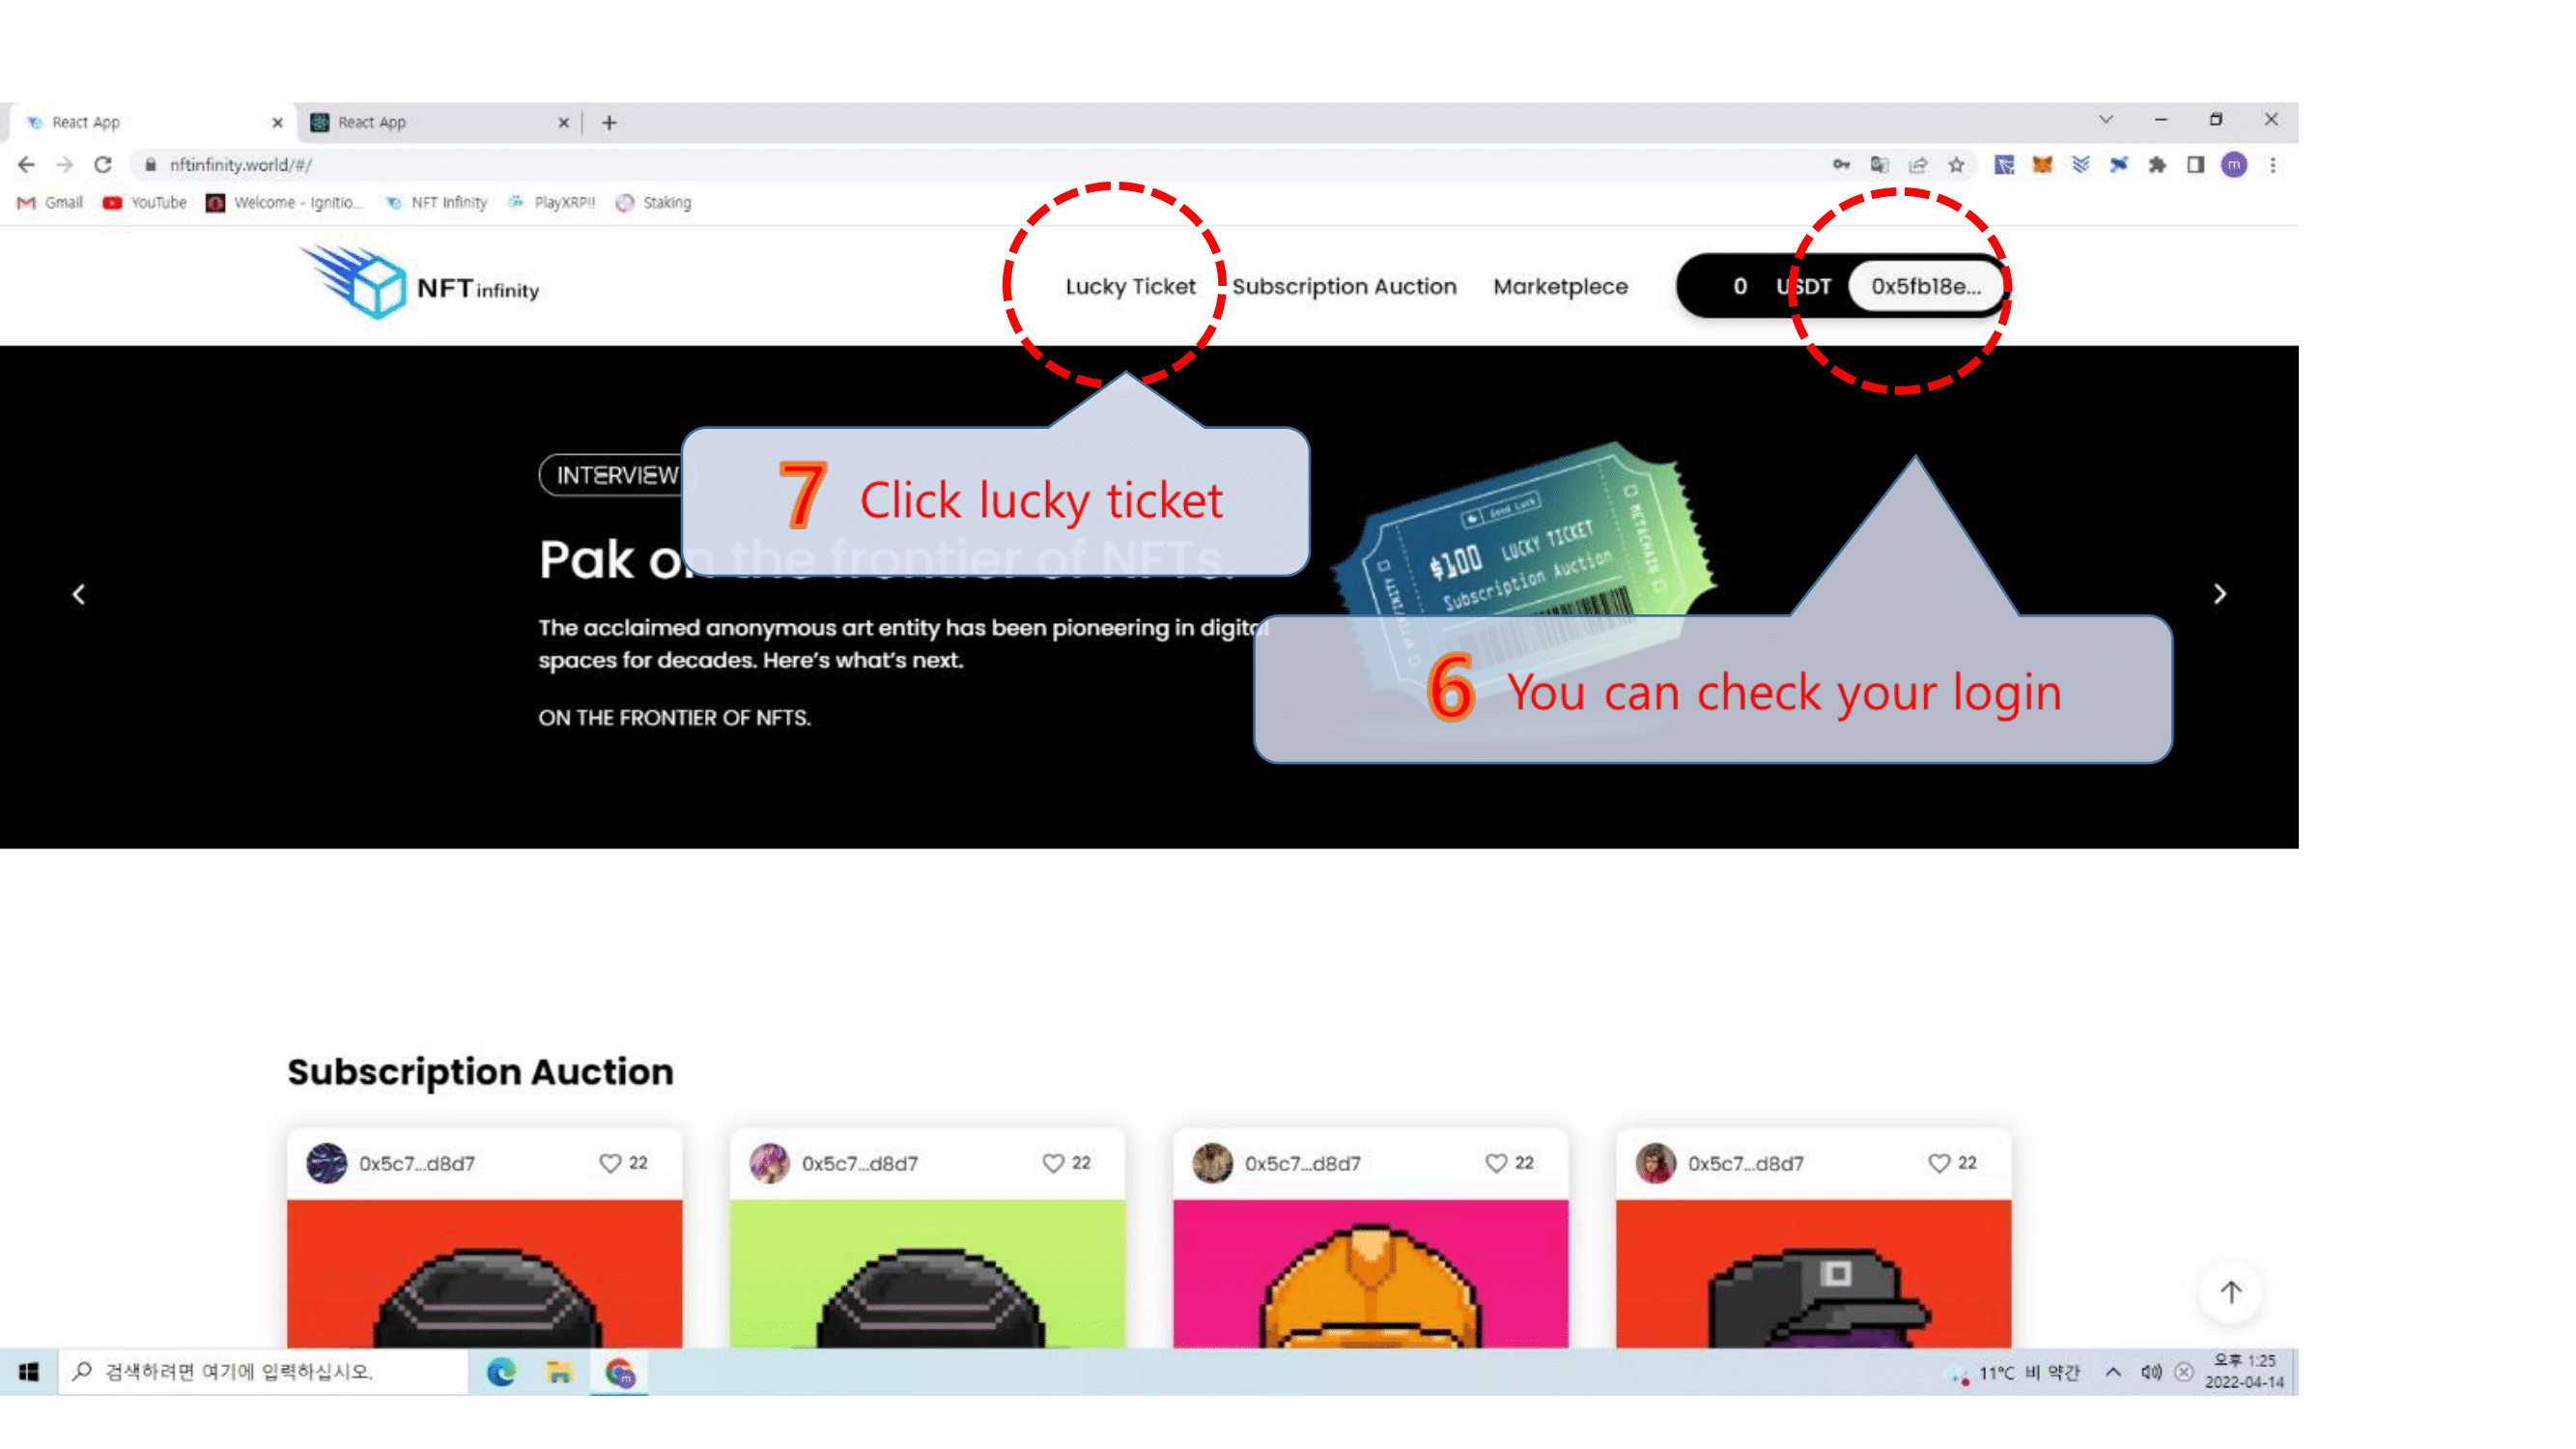 React App
React App
nftinfinity.world/#/
Gmail YouTube Welcome - Ignitio... NFT Infinity PlayXRP!! Staking
NFTinfinity
Lucky Ticket Subscription Auction Marketplece 0 USDT 0x5fb18e...
INTERVIEW
7 Click lucky ticket
Pak on the frontier of NFTs.
The acclaimed anonymous art entity has been pioneering in digital
spaces for decades. Here's what's next.
ON THE FRONTIER OF NFTS.
Good Luck
$100 LUCKY TICKET
Subscription Auction
METACHAIN
6 You can check your login
Subscription Auction
0x5c7...d8d7 22
0x5c7...d8d7 22
0x5c7...d8d7 22
0x5c7...d8d7 22
검색하려면 여기에 입력하십시오.
m
11°C 비 약간
오후 1:25
2022-04-14